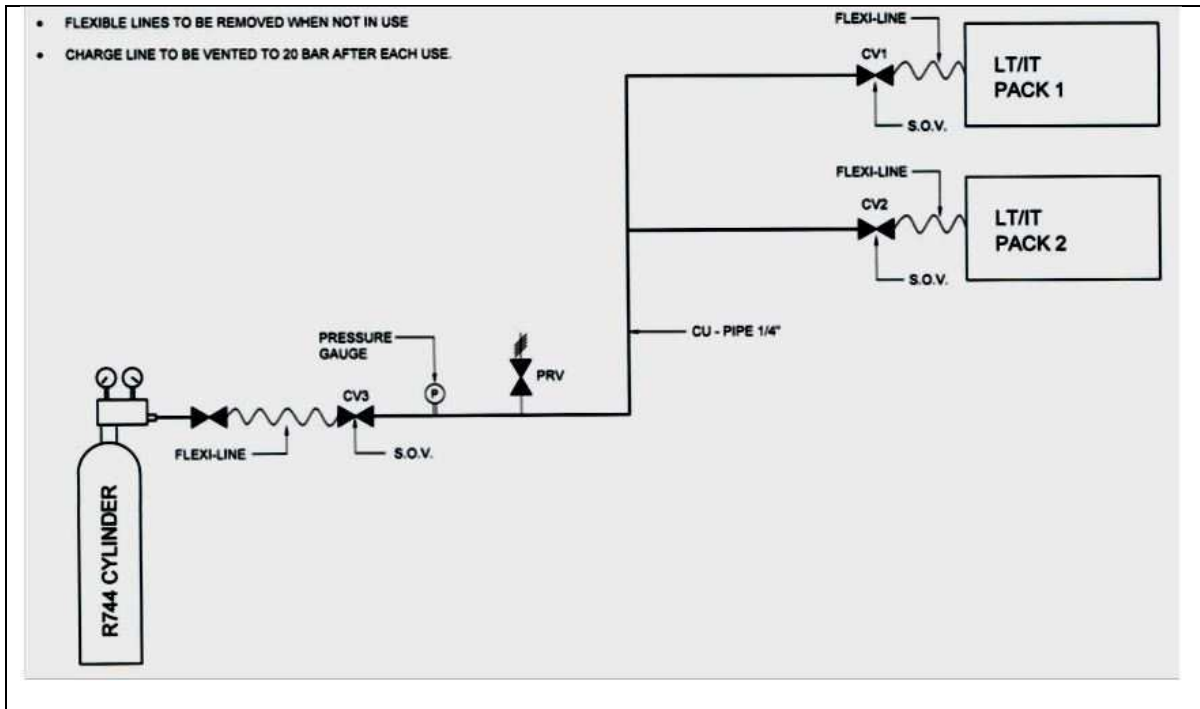 • FLEXIBLE LINES TO BE REMOVED WHEN NOT IN USE
• CHARGE LINE TO BE VENTED TO 20 BAR AFTER EACH USE.
FLEXI-LINE
CV1
LT/IT
PACK 1
S.O.V.
FLEXI-LINE
CV2
LT/IT
PACK 2
S.O.V.
PRESSURE
GAUGE
CU - PIPE 1/4"
PRV
P
CV3
FLEXI-LINE
S.O.V.
R744 CYLINDER